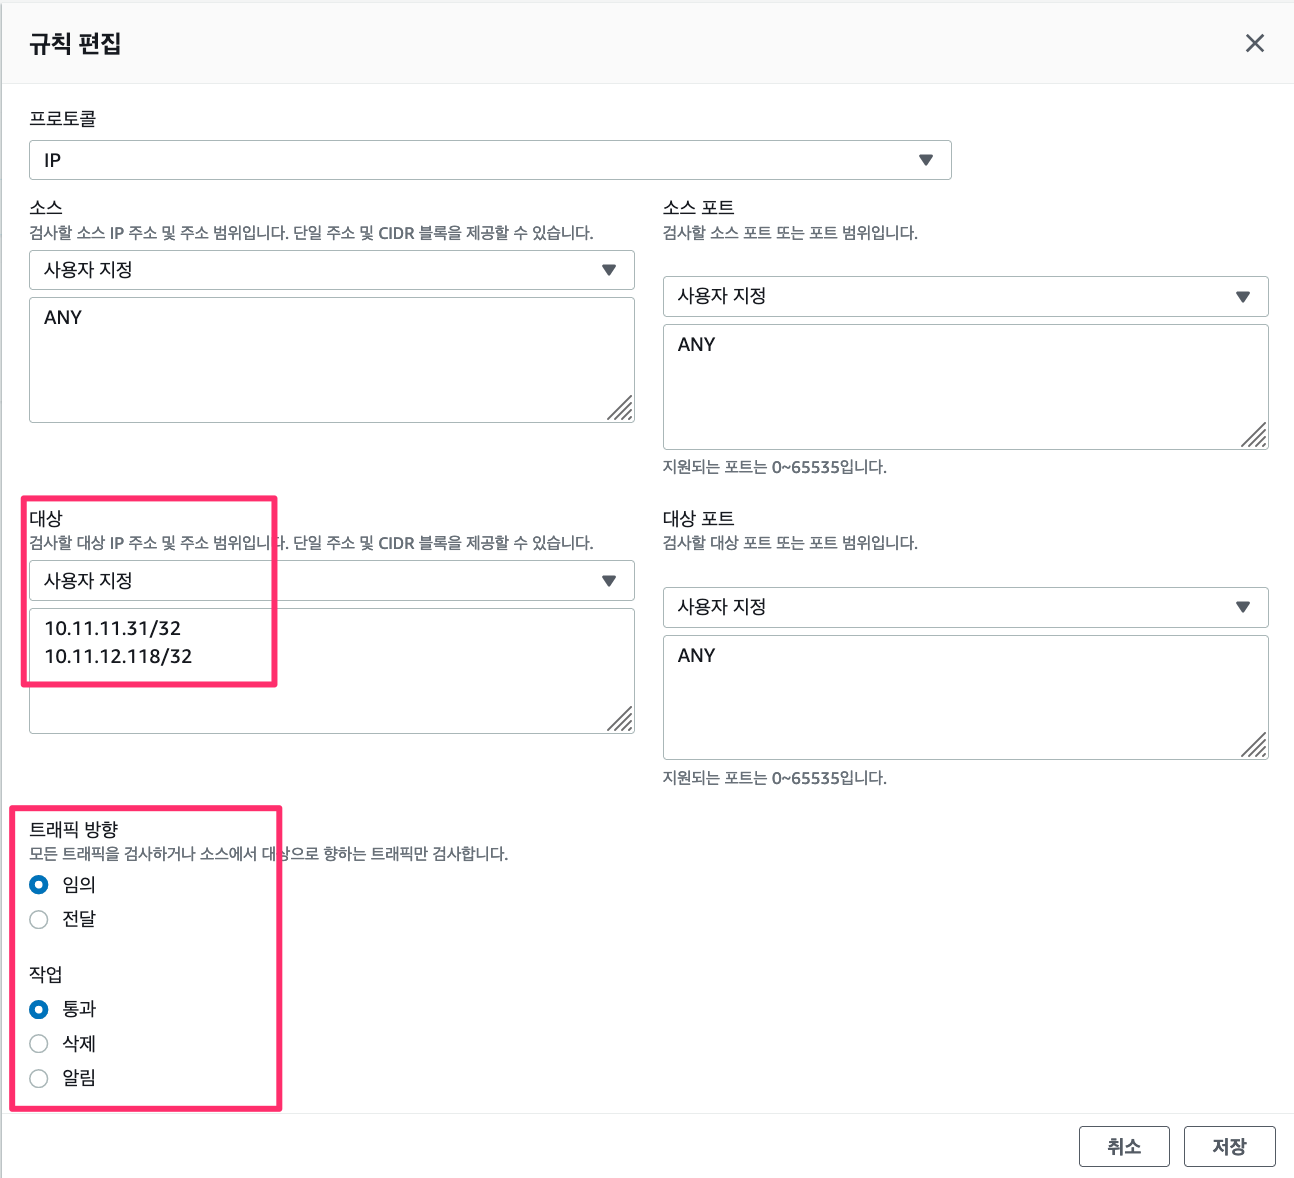 규칙 편집
프로토콜
IP
소스
검사할 소스 IP 주소 및 주소 범위입니다. 단일 주소 및 CIDR 블록을 제공할 수 있습니다.
사용자 지정
ANY
소스 포트
검사할 소스 포트 또는 포트 범위입니다.
사용자 지정
ANY
지원되는 포트는 0~65535입니다.
대상
검사할 대상 IP 주소 및 주소 범위입니다. 단일 주소 및 CIDR 블록을 제공할 수 있습니다.
사용자 지정
10.11.11.31/32
10.11.12.118/32
대상 포트
검사할 대상 포트 또는 포트 범위입니다.
사용자 지정
ANY
지원되는 포트는 0~65535입니다.
트래픽 방향
모든 트래픽을 검사하거나 소스에서 대상으로 향하는 트래픽만 검사합니다.
임의
전달
작업
통과
삭제
알림
취소
저장